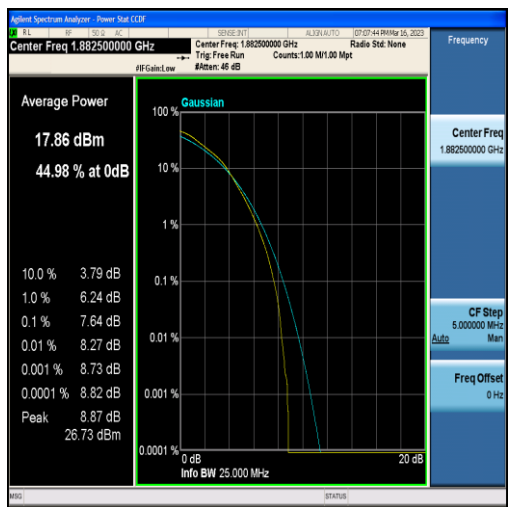 Agilent Spectrum Analyzer - Power Stat CCDF
RL RF 50 Ω AC SENSE:INT ALIGN AUTO 07:07:44 PM Mar 16, 2023
Center Freq 1.882500000 GHz
Center Freq: 1.882500000 GHz Radio Std: None
Trig: Free Run Counts:1.00 M/1.00 Mpt
#IFGain:Low #Atten: 46 dB
Frequency
Average Power
17.86 dBm
44.98 % at 0dB
10.0 % 3.79 dB
1.0 % 6.24 dB
0.1 % 7.64 dB
0.01 % 8.27 dB
0.001 % 8.73 dB
0.0001 % 8.82 dB
Peak 8.87 dB
26.73 dBm
Gaussian
100 %
10 %
1 %
0.1 %
0.01 %
0.001 %
0.0001 %
0 dB 20 dB
Info BW 25.000 MHz
Center Freq
1.882500000 GHz
CF Step
5.000000 MHz
Auto Man
Freq Offset
0 Hz
MSG STATUS